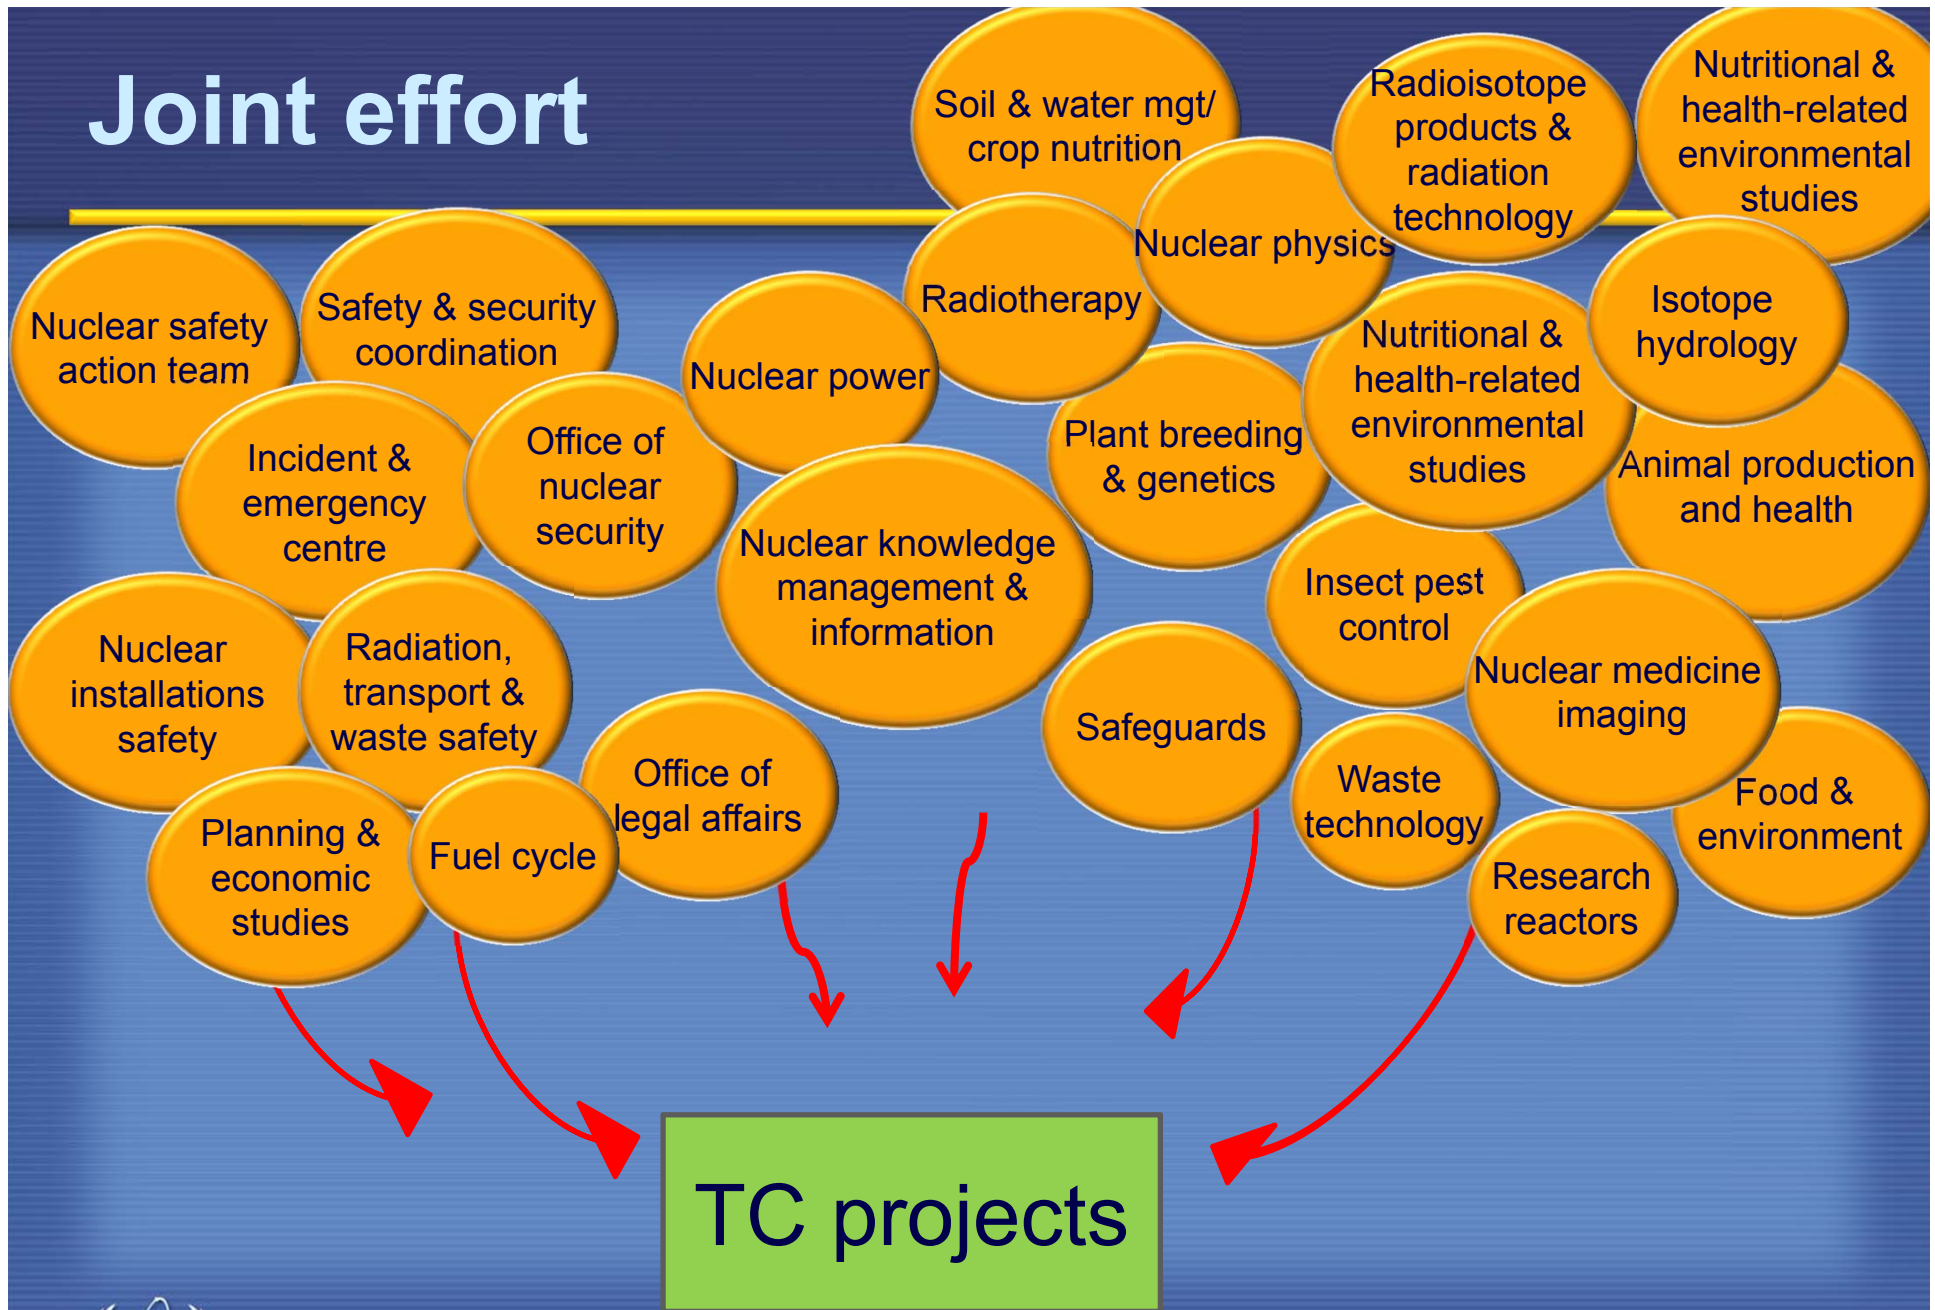 Joint effort
Soil & water mgt/
crop nutrition
Radioisotope
products &
radiation
technology
Nutritional &
health-related
environmental
studies
Nuclear physics
Radiotherapy
Isotope
hydrology
Nuclear safety
action team
Safety & security
coordination
Nuclear power
Nutritional &
health-related
environmental
studies
Plant breeding
& genetics
Animal production
and health
Incident &
emergency
centre
Office of
nuclear
security
Nuclear knowledge
management &
information
Insect pest
control
Nuclear
installations
safety
Radiation,
transport &
waste safety
Nuclear medicine
imaging
Safeguards
Office of
legal affairs
Waste
technology
Food &
environment
Planning &
economic
studies
Fuel cycle
Research
reactors
TC projects